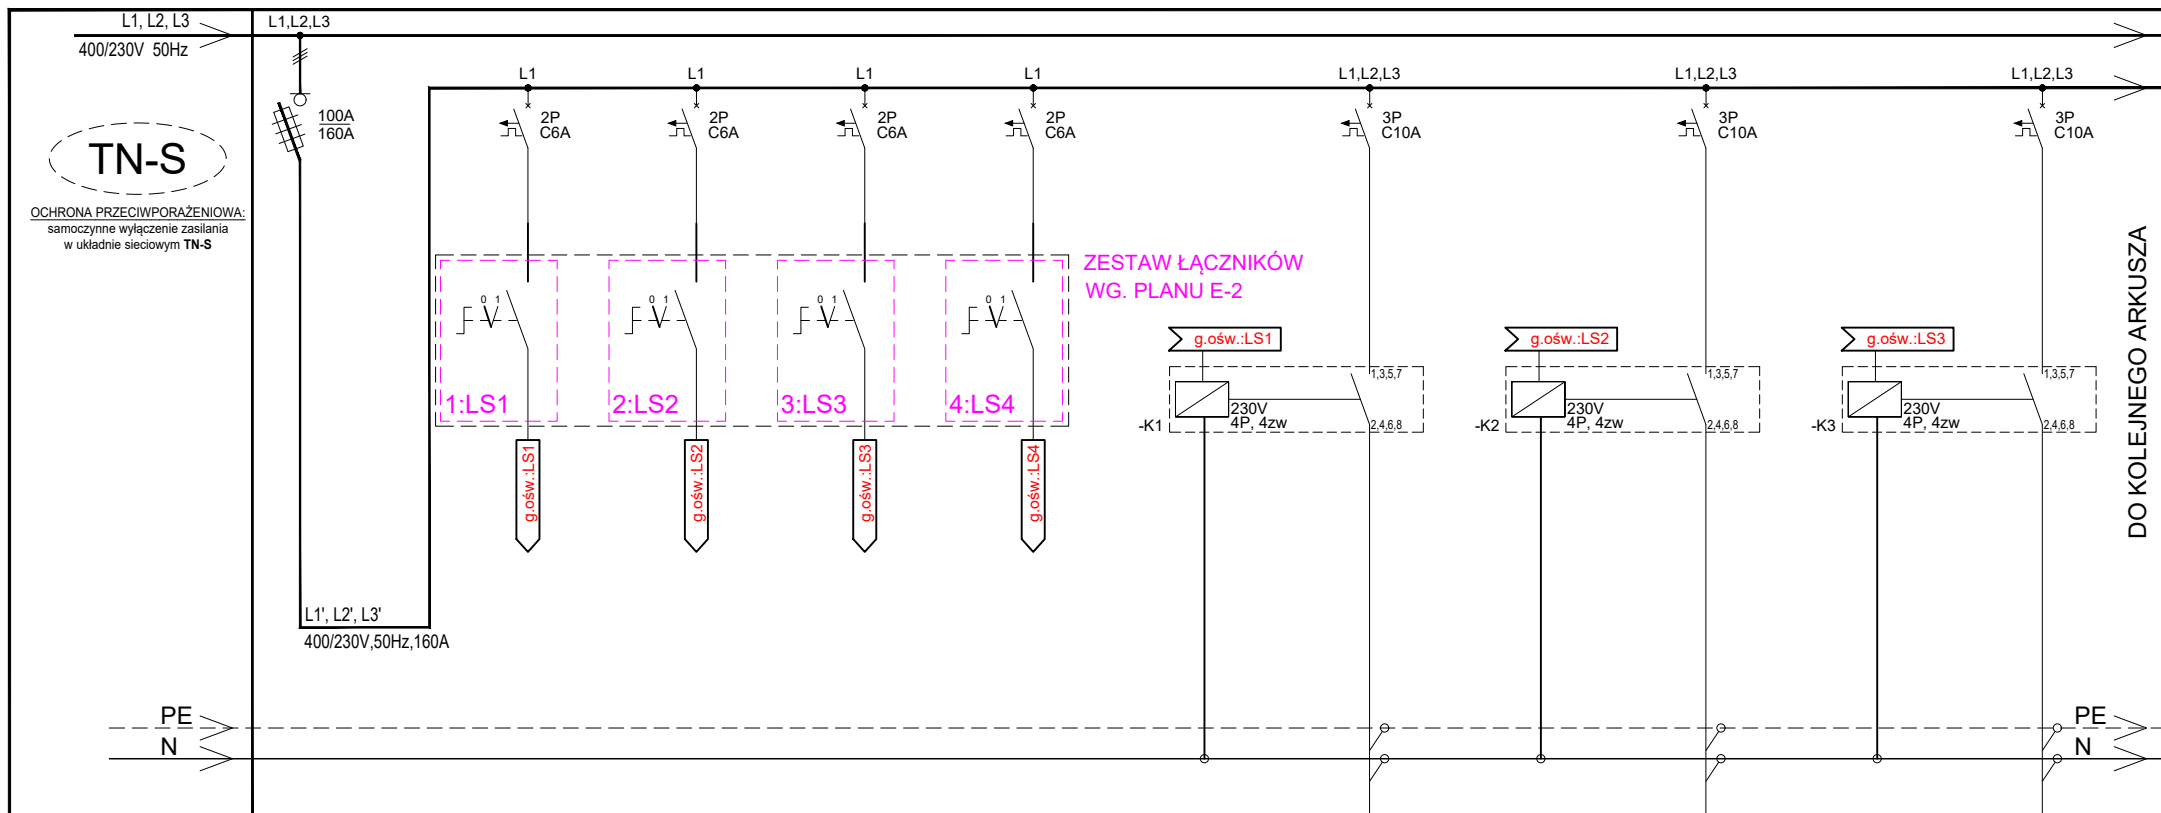 L1, L2, L3
400/230V 50Hz
L1,L2,L3
100A
160A
TN-S
OCHRONA PRZECIWPORAŻENIOWA:
samoczynne wyłączenie zasilania
w układnie sieciowym TN-S
L1
L1
L1
L1
L1,L2,L3
L1,L2,L3
L1,L2,L3
2P
C6A
2P
C6A
2P
C6A
2P
C6A
3P
C10A
3P
C10A
3P
C10A
ZESTAW ŁĄCZNIKÓW
WG. PLANU E-2
0 1
0 1
0 1
0 1
1:LS1
2:LS2
3:LS3
4:LS4
g.ośw.:LS1
g.ośw.:LS2
g.ośw.:LS3
g.ośw.:LS4
g.ośw.:LS1
1,3,5,7
230V
4P, 4zw
2,4,6,8
-K1
g.ośw.:LS2
1,3,5,7
230V
4P, 4zw
2,4,6,8
-K2
g.ośw.:LS3
1,3,5,7
230V
4P, 4zw
2,4,6,8
-K3
DO KOLEJNEGO ARKUSZA
L1', L2', L3'
400/230V,50Hz,160A
PE
N
PE
N